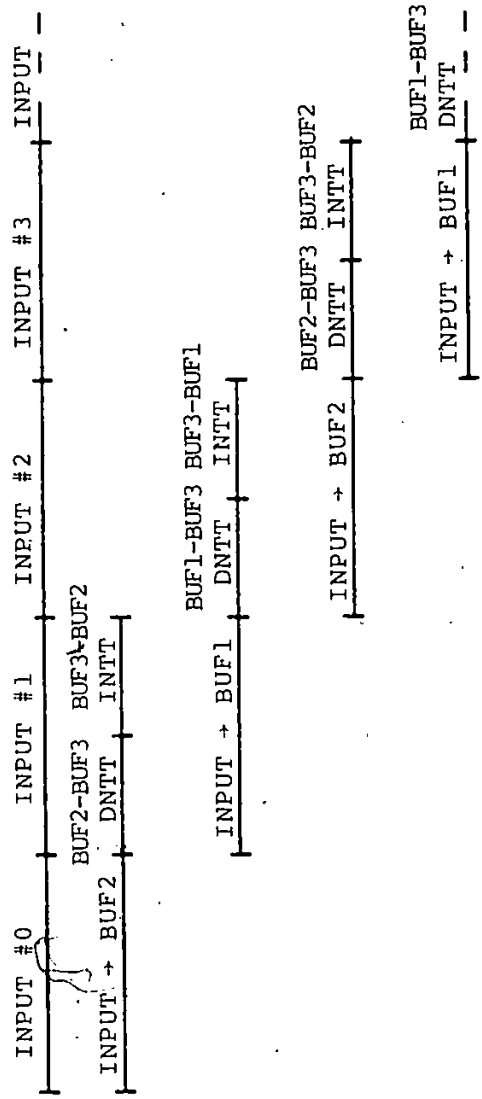 INPUT #0 INPUT #1 INPUT #2 INPUT #3 INPUT
BUF2-BUF3 BUF3-BUF2
INPUT → BUF2 DNTT INTT
BUF1-BUF3 BUF3-BUF1
INPUT → BUF1 DNTT INTT
BUF2-BUF3 BUF3-BUF2
INPUT → BUF2 DNTT INTT
BUF1-BUF3
INPUT → BUF1 DNTT